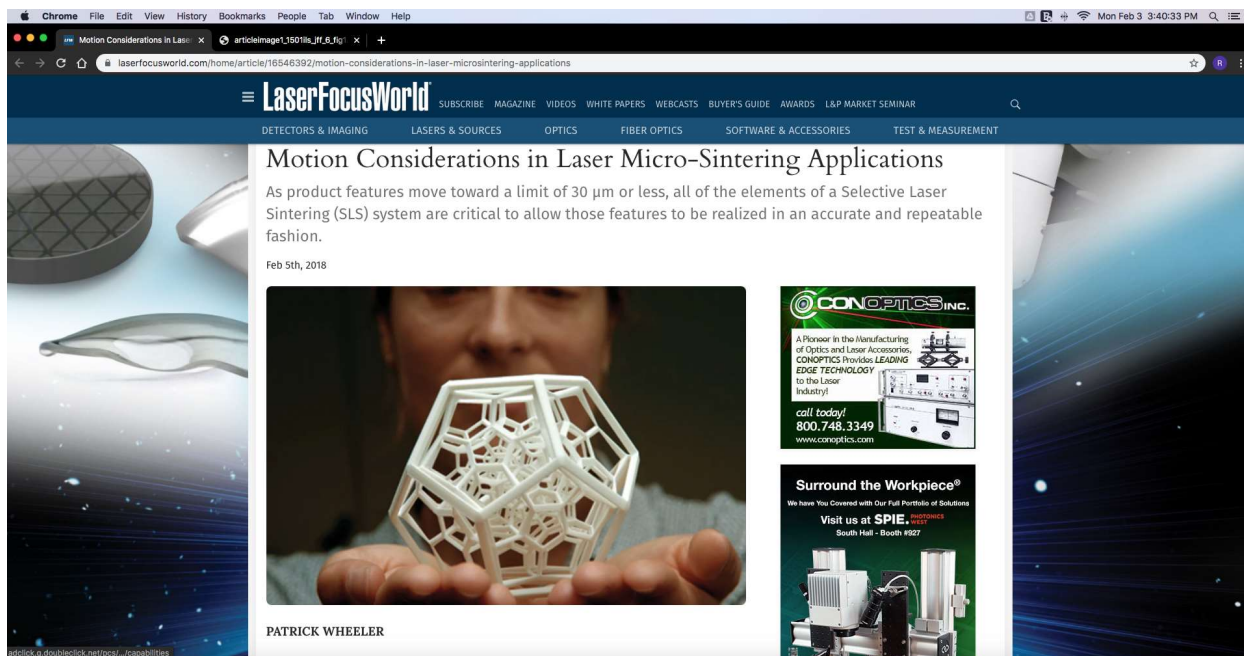 Chrome File Edit View History Bookmarks People Tab Window Help
Mon Feb 3 3:40:33 PM
Motion Considerations in Laser
articleimage1_1501ils_jff_6_fig1
laserfocusworld.com/home/article/16546392/motion-considerations-in-laser-microsintering-applications
R
LaserFocusWorld
SUBSCRIBE MAGAZINE VIDEOS WHITE PAPERS WEBCASTS BUYER'S GUIDE AWARDS L&P MARKET SEMINAR
DETECTORS & IMAGING LASERS & SOURCES OPTICS FIBER OPTICS SOFTWARE & ACCESSORIES TEST & MEASUREMENT
Motion Considerations in Laser Micro-Sintering Applications
As product features move toward a limit of 30 μm or less, all of the elements of a Selective Laser
Sintering (SLS) system are critical to allow those features to be realized in an accurate and repeatable
fashion.
Feb 5th, 2018
CONOPTICS INC.
A Pioneer in the Manufacturing
of Optics and Laser Accessories,
CONOPTICS Provides LEADING
EDGE TECHNOLOGY
to the Laser
Industry!
call today!
800.748.3349
www.conoptics.com
Surround the Workpiece®
We have You Covered with Our Full Portfolio of Solutions
Visit us at SPIE. PHOTONICS WEST
South Hall - Booth #927
PATRICK WHEELER
adclick.g.doubleclick.net/pcs/.../capabilities